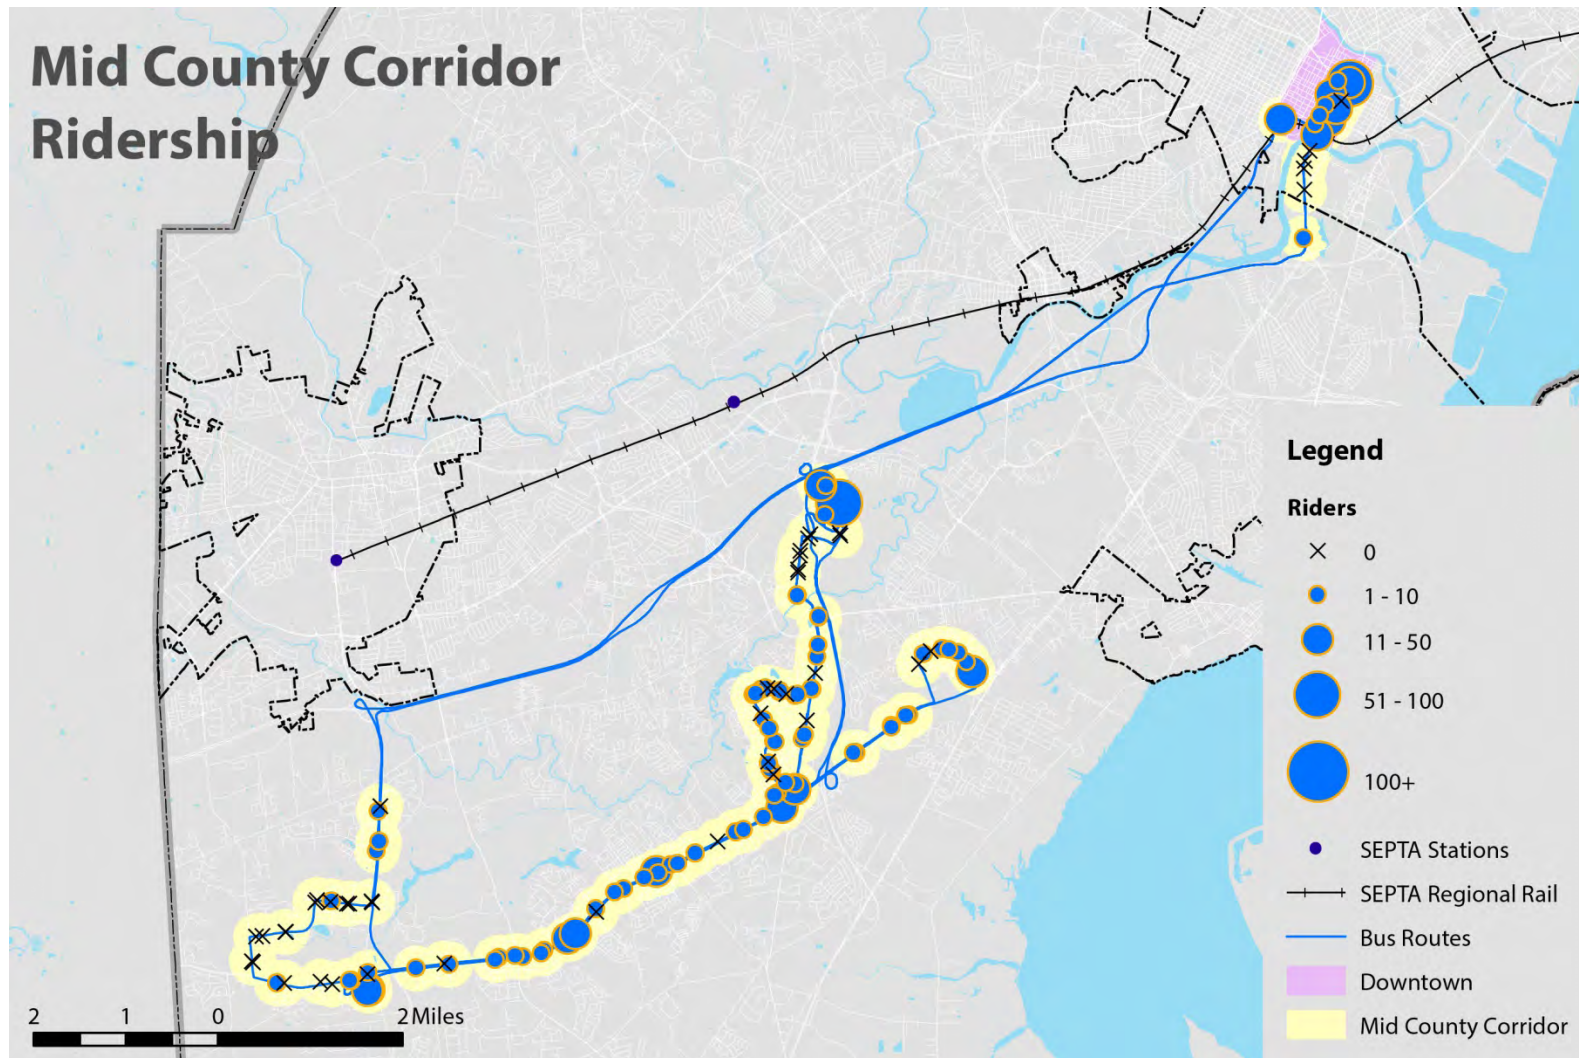 Mid County Corridor
Ridership
Legend
Riders
0
1 - 10
11 - 50
51 - 100
100+
SEPTA Stations
SEPTA Regional Rail
Bus Routes
Downtown
Mid County Corridor
2 1 0 2 Miles